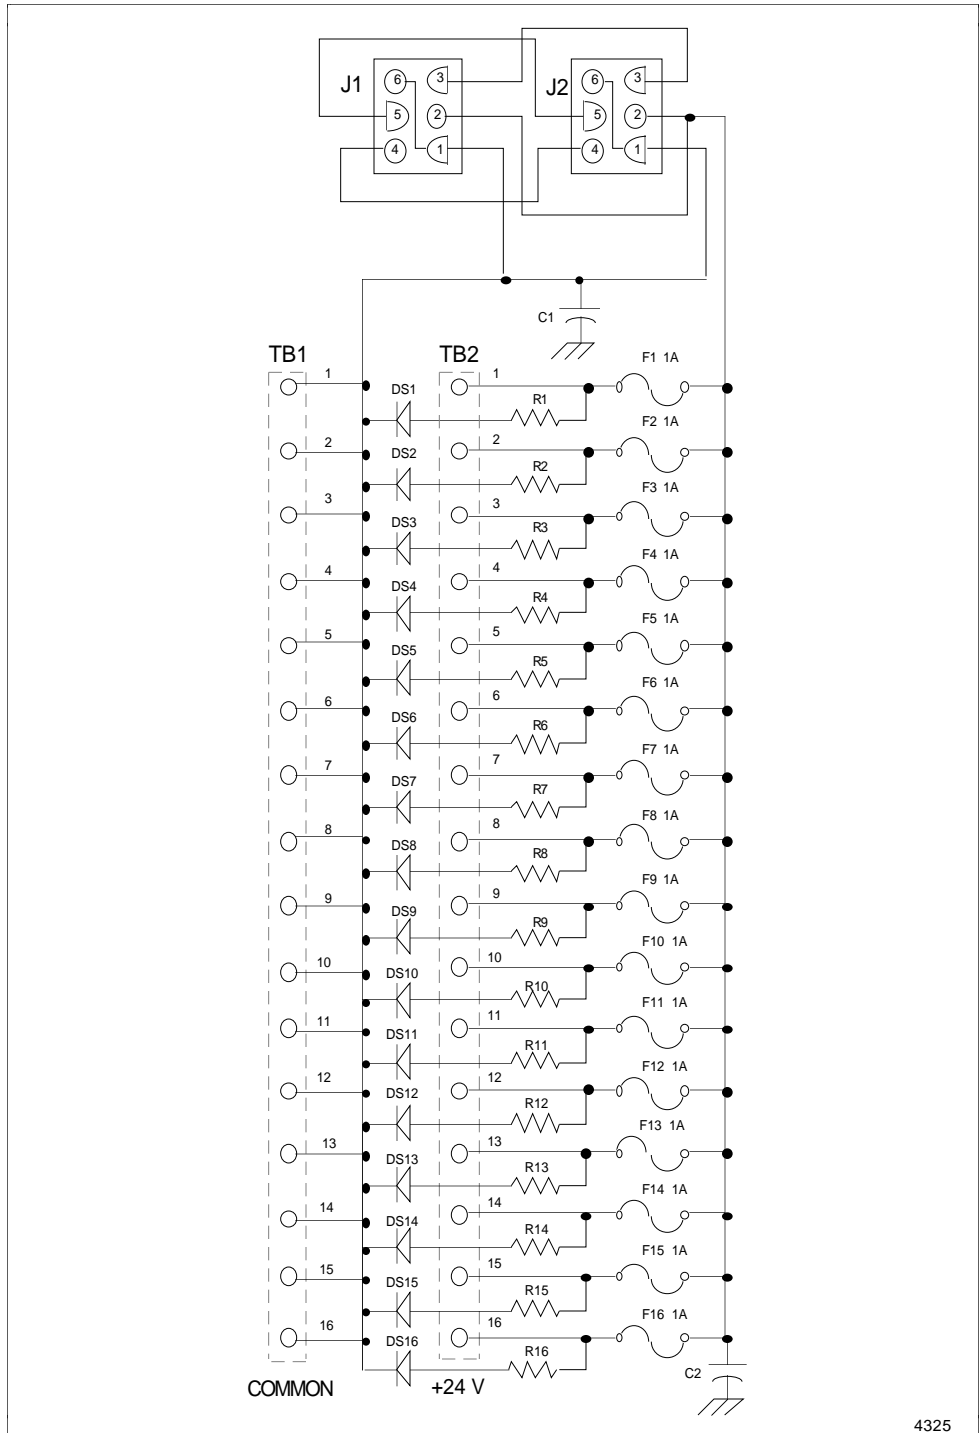 J1
6
3
5
2
4
1
J2
6
3
5
2
4
1
C1
TB1
TB2
1
DS1
1
R1
F1 1A
2
DS2
2
R2
F2 1A
3
DS3
3
R3
F3 1A
4
DS4
4
R4
F4 1A
5
DS5
5
R5
F5 1A
6
DS6
6
R6
F6 1A
7
DS7
7
R7
F7 1A
8
DS8
8
R8
F8 1A
9
DS9
9
R9
F9 1A
10
DS10
10
R10
F10 1A
11
DS11
11
R11
F11 1A
12
DS12
12
R12
F12 1A
13
DS13
13
R13
F13 1A
14
DS14
14
R14
F14 1A
15
DS15
15
R15
F15 1A
16
DS16
16
R16
F16 1A
C2
COMMON
+24 V
4325